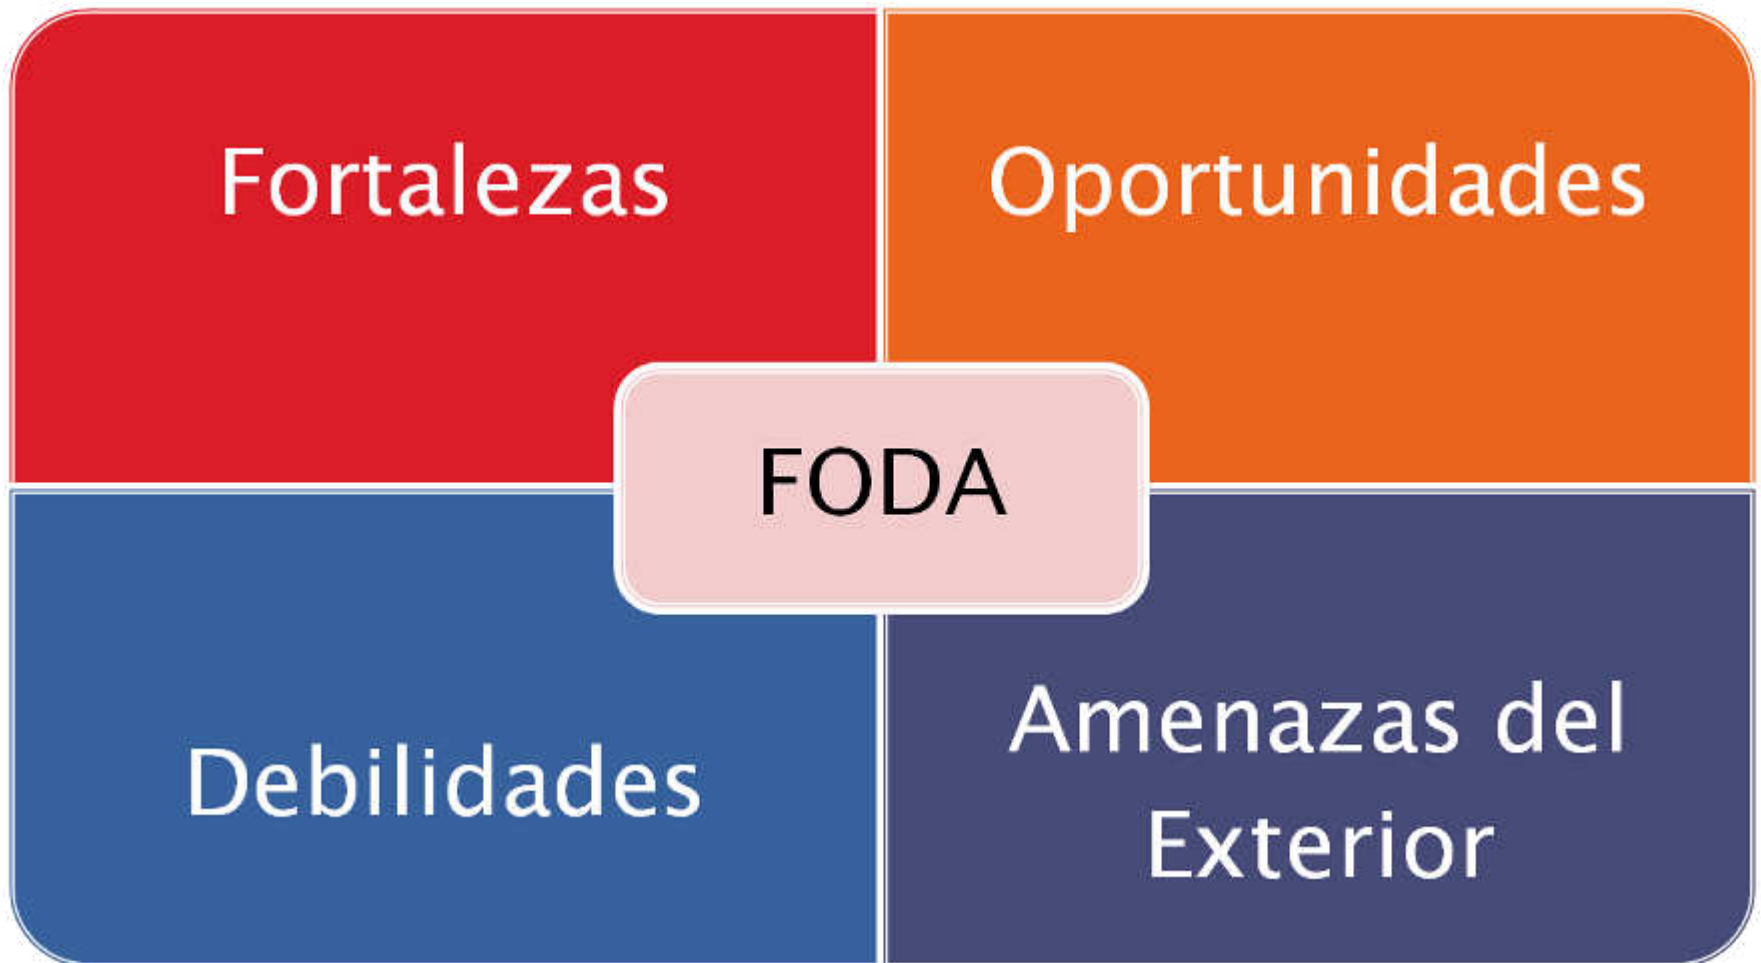 Fortalezas
Oportunidades
FODA
Debilidades
Amenazas del
Exterior